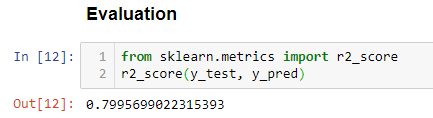 Evaluation
In [12]: 1 from sklearn.metrics import r2_score
2 r2_score(y_test, y_pred)
Out[12]: 0.7995699022315393